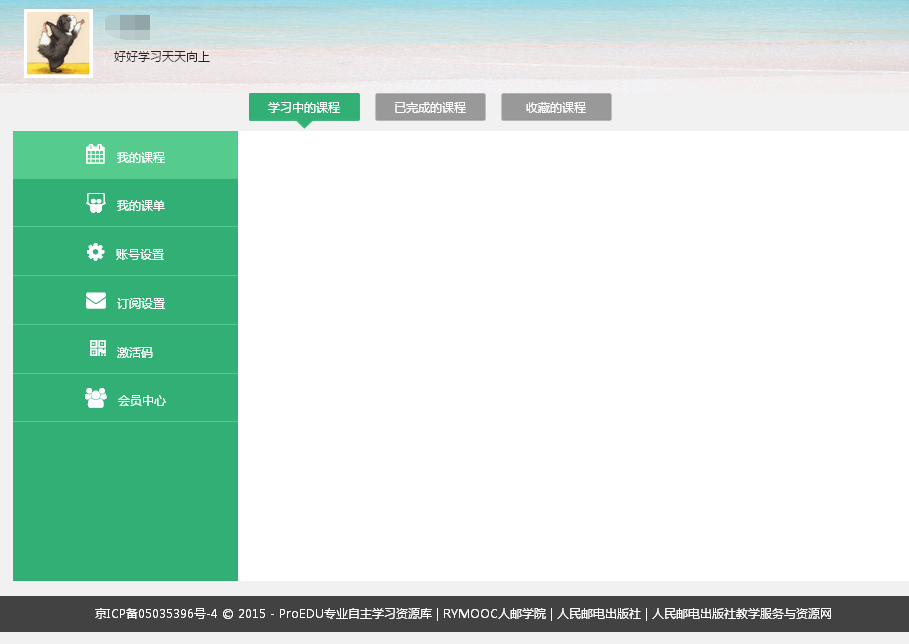 好好学习天天向上
学习中的课程 已完成的课程 收藏的课程
我的课程
我的课单
账号设置
订阅设置
激活码
会员中心
京ICP备05035396号-4 © 2015 - ProEDU专业自主学习资源库 | RYMOOC人邮学院 | 人民邮电出版社 | 人民邮电出版社教学服务与资源网